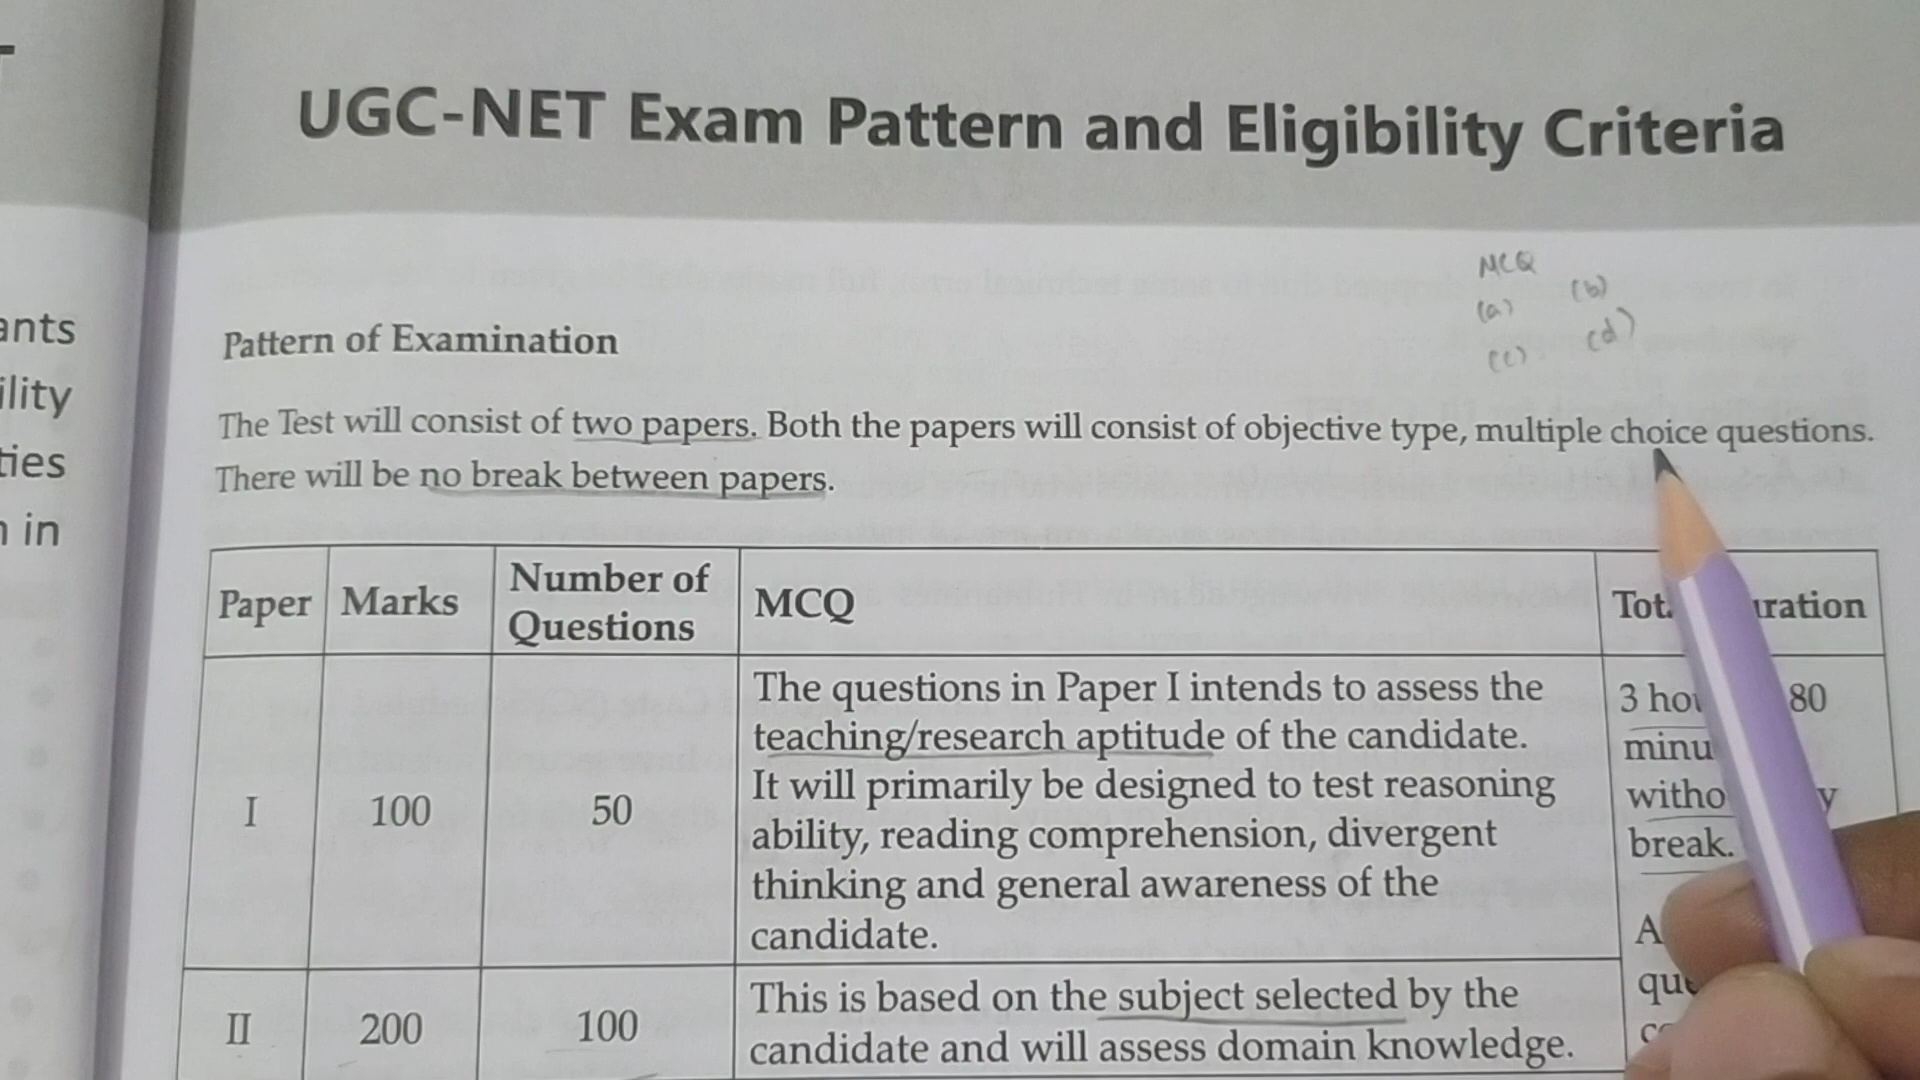 UGC-NET Exam Pattern and Eligibility Criteria
MCQ
(a) (b)
(c) (d)
Pattern of Examination
The Test will consist of two papers. Both the papers will consist of objective type, multiple choice questions.
There will be no break between papers.
Paper Marks Number of Questions MCQ
I 100 50
The questions in Paper I intends to assess the
teaching/research aptitude of the candidate.
It will primarily be designed to test reasoning
ability, reading comprehension, divergent
thinking and general awareness of the
candidate.
3 80
break.
II 200 100
This is based on the subject selected by the
candidate and will assess domain knowledge.
ants
ility
ties
in